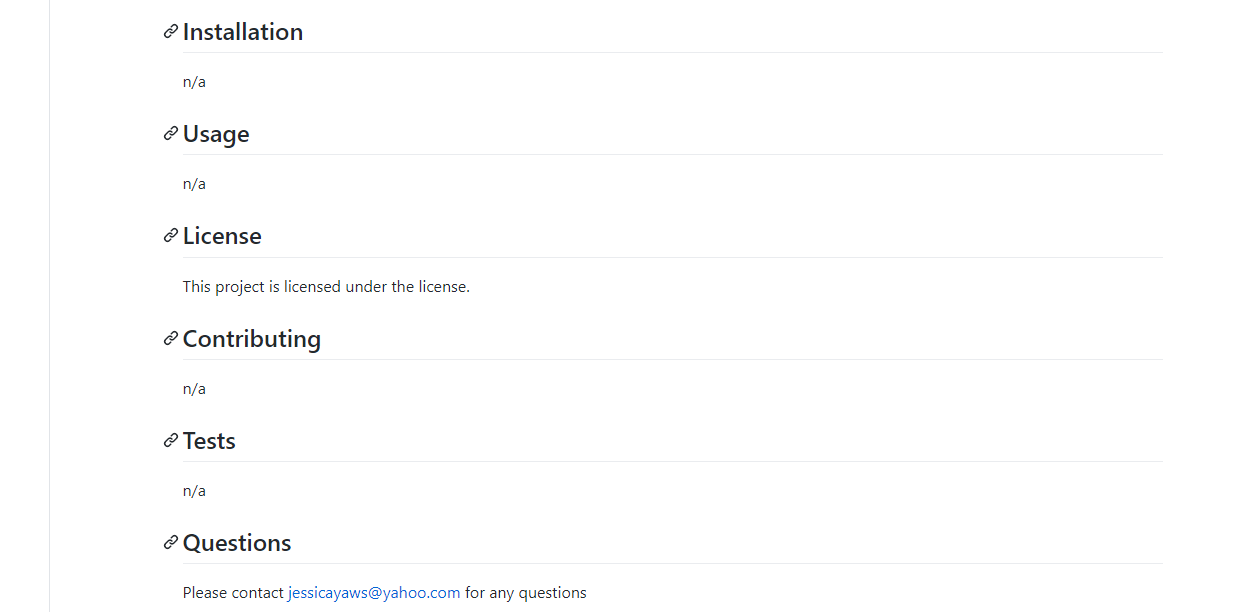 Installation
n/a
Usage
n/a
License
This project is licensed under the license.
Contributing
n/a
Tests
n/a
Questions
Please contact jessicayaws@yahoo.com for any questions